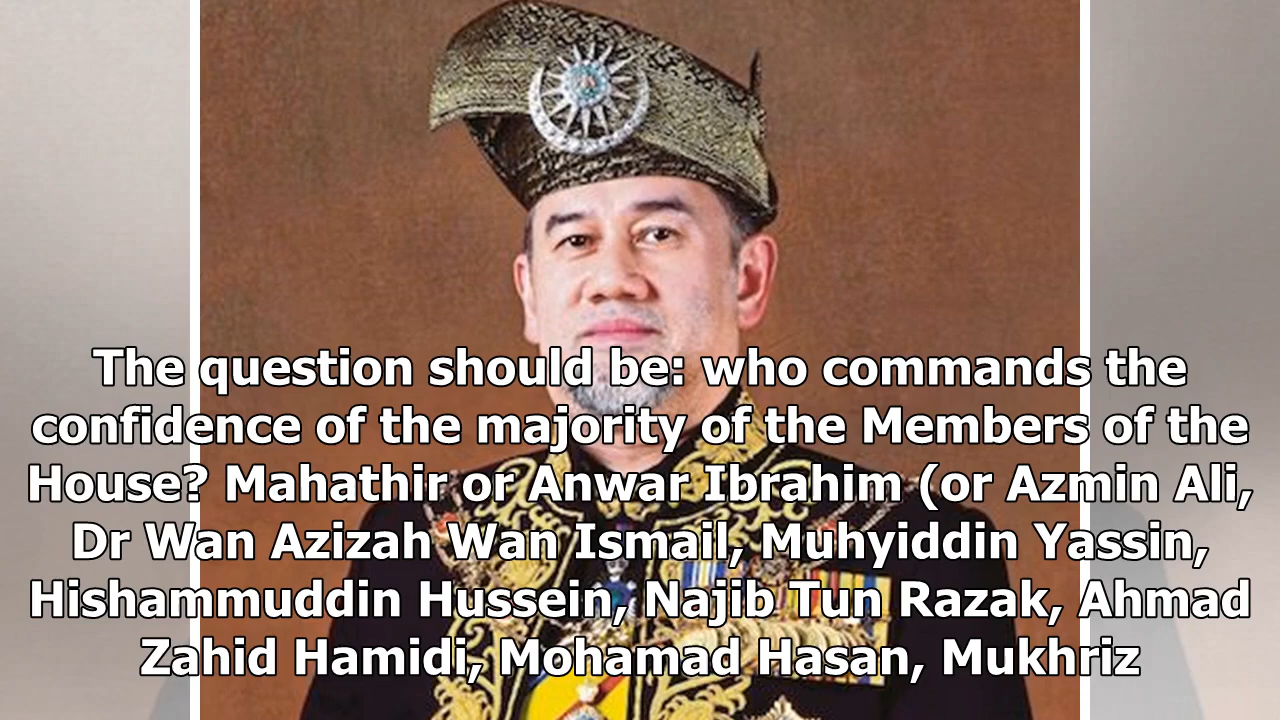 The question should be: who commands the
confidence of the majority of the Members of the
House? Mahathir or Anwar Ibrahim (or Azmin Ali,
Dr Wan Azizah Wan Ismail, Muhyiddin Yassin,
Hishammuddin Hussein, Najib Tun Razak, Ahmad
Zahid Hamidi, Mohamad Hasan, Mukhriz